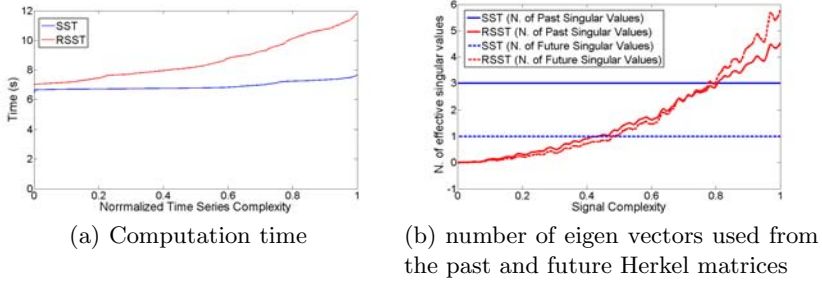 12
10
8
6
4
2
0
Time (s)
SST
RSST
0 0.2 0.4 0.6 0.8 1
Norrmalized Time Series Complexity
(a) Computation time
6
5
4
3
2
1
0
-1
N. of effective singular values
SST (N. of Past Singular Values)
RSST (N. of Past Singular Values)
SST (N. of Future Singular Values)
RSST (N. of Future Singular Values)
0 0.2 0.4 0.6 0.8 1
Signal Complexity
(b) number of eigen vectors used from
the past and future Herkel matrices